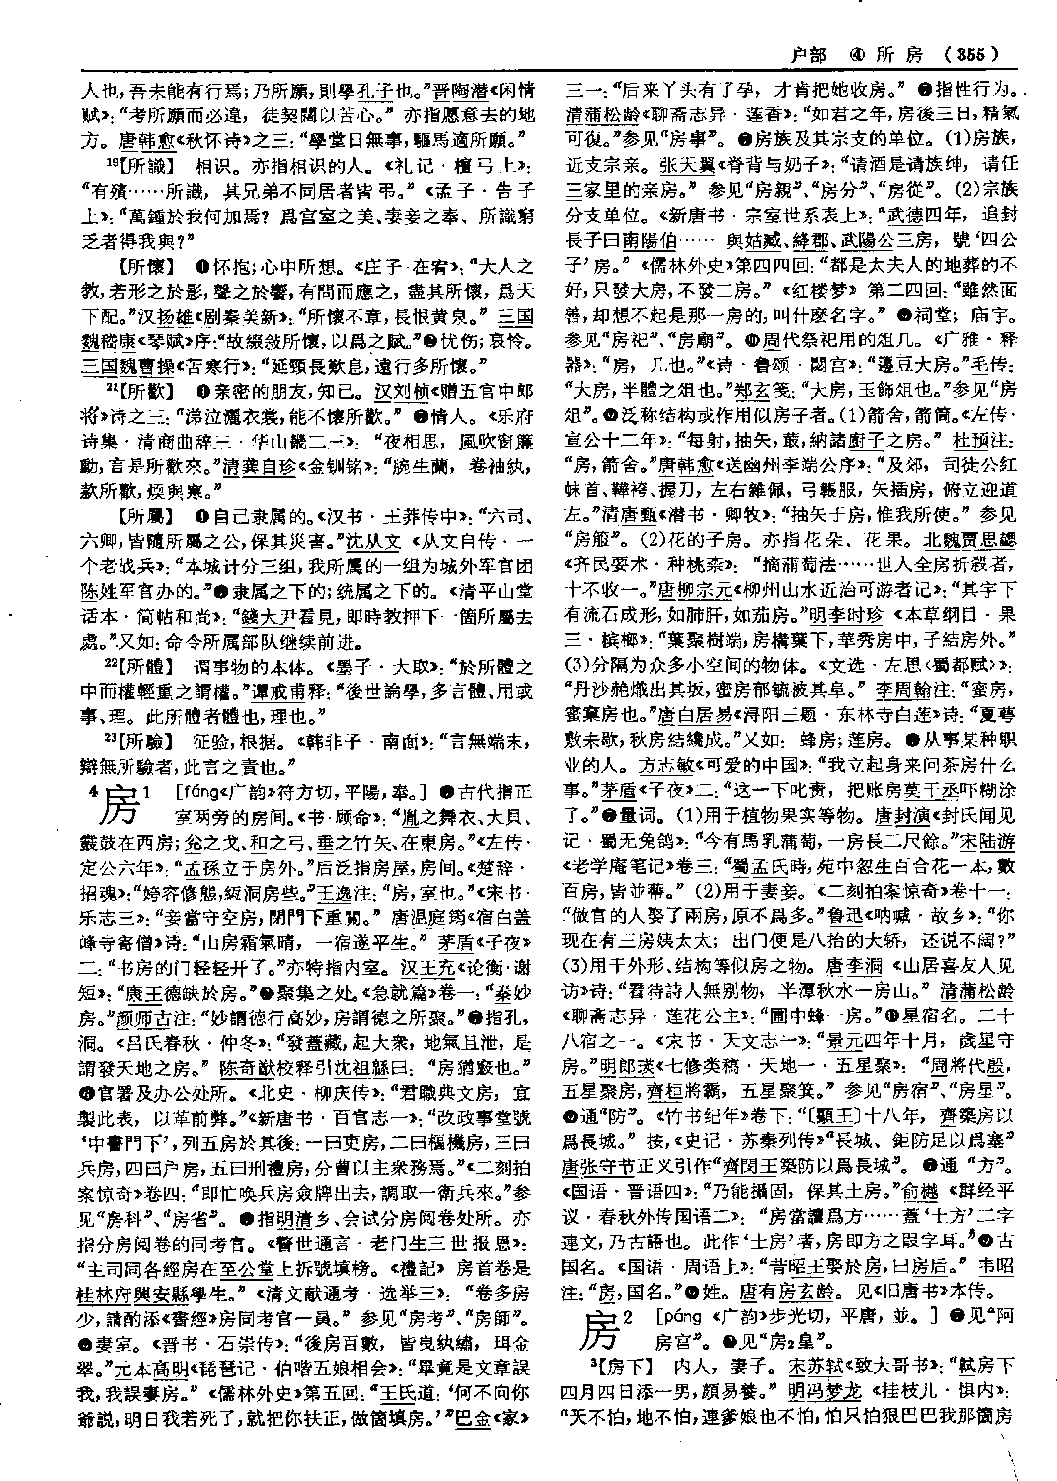 户部 ④ 所 房 (355)
人也,吾未能有行焉;乃所願,則學孔子也。”晋陶潜《闲情
赋》:“考所願而必違,徒契闊以苦心。”亦指愿意去的地
方。唐韩愈《秋怀诗》之三:“學堂日無事,驅馬適所願。”
19【所識】 相识。亦指相识的人。《礼记·檀弓上》:
“有殯……所識,其兄弟不同居者皆弔。”《孟子·告子
上》:“萬鍾於我何加焉?爲宫室之美、妻妾之奉、所識窮
乏者得我與?”
【所懷】 ❶怀抱;心中所想。《庄子·在宥》:“大人之
教,若形之於影,聲之於響,有問而應之,盡其所懷,爲天
下配。”汉扬雄《剧秦美新》:“所懷不章,長恨黄泉。”三国
魏嵇康《琴赋》序:“故綴叙所懷,以爲之賦。”❷忧伤;哀怜。
三国魏曹操《苦寒行》:“延頸長歎息,遠行多所懷。”
21【所歡】 ❶亲密的朋友,知己。汉刘桢《赠五官中郎
将》诗之三:“涕泣灑衣裳,能不懷所歡。”❷情人。《乐府
诗集·清商曲辞三·华山畿二一》:“夜相思,風吹窗簾
動,言是所歡來。”清龚自珍《金钏铭》:“腕生蘭,卷袖紈,
款所歡,煖與寒。”
【所屬】 ❶自己隶属的。《汉书·王莽传中》:“六司、
六卿,皆隨所屬之公,保其災害。”沈从文《从文自传·一
个老战兵》:“本城计分三组,我所属的一组为城外军官团
陈姓军官办的。”❷隶属之下的;统属之下的。《清平山堂
话本·简帖和尚》:“錢大尹看見,即時教押下一箇所屬去
處。”又如:命令所属部队继续前进。
22【所體】 谓事物的本体。《墨子·大取》:“於所體之
中而權輕重之謂權。”谭戒甫释:“後世論學,多言體、用或
事、理。此所體者體也,理也。”
23【所驗】 征验,根据。《韩非子·南面》:“言無端末,
辯無所驗者,此言之責也。”
4房1 [fáng《广韵》符方切,平陽,奉。] ❶古代指正
室两旁的房间。《书·顾命》:“胤之舞衣、大貝、
鼖鼓在西房;兑之戈、和之弓、垂之竹矢、在東房。”《左传·
定公六年》:“孟孫立于房外。”后泛指房屋,房间。《楚辞·
招魂》:“姱容修態,絙洞房些。”王逸注:“房,室也。”《宋书·
乐志三》:“妾當守空房,閉門下重關。”唐温庭筠《宿白盖
峰寺寄僧》诗:“山房霜氣晴,一宿遂平生。”茅盾《子夜》
二:“书房的门轻轻开了。”亦特指内室。汉王充《论衡·谢
短》:“康王德缺於房。”❷聚集之处。《急就篇》卷一:“秦妙
房。”颜师古注:“妙謂德行高妙,房謂德之所聚。”❸指孔,
洞。《吕氏春秋·仲冬》:“發蓋藏,起大衆,地氣且泄,是
謂發天地之房。”陈奇猷校释引沈祖緜曰:“房猶竅也。”
❹官署及办公处所。《北史·柳庆传》:“君職典文房,宜
製此表,以革前弊。”《新唐书·百官志一》:“改政事堂號
‘中書門下’,列五房於其後:一曰吏房,二曰樞機房,三曰
兵房,四曰户房,五曰刑禮房,分曹以主衆務焉。”《二刻拍
案惊奇》卷四:“即忙唤兵房僉牌出去,調取一衛兵來。”参
见“房科”、“房省”。❺指明清乡、会试分房阅卷处所。亦
指分房阅卷的同考官。《警世通言·老门生三世报恩》:
“主司同各經房在至公堂上拆號填榜。《禮記》房首卷是
桂林府興安縣學生。”《清文献通考·选举三》:“卷多房
少,請酌添《書經》房同考官一員。”参见“房考”、“房師”。
❻妻室。《晋书·石崇传》:“後房百數,皆曳紈繡,珥金
翠。”元本高明《琵琶记·伯喈五娘相会》:“畢竟是文章誤
我,我誤妻房。”《儒林外史》第五回:“王氏道:‘何不向你
爺説,明日我若死了,就把你扶正,做箇填房。’”巴金《家》
三一:“后来丫头有了孕,才肯把她收房。”❼指性行为。
清蒲松龄《聊斋志异·莲香》:“如君之年,房後三日,精氣
可復。”参见“房事”。❽房族及其宗支的单位。(1)房族,
近支宗亲。张天翼《脊背与奶子》:“请酒是请族绅,请任
三家里的亲房。”参见“房親”、“房分”、“房從”。(2)宗族
分支单位。《新唐书·宗室世系表上》:“武德四年,追封
長子曰南陽伯……與姑臧、絳郡、武陽公三房,號‘四公
子’房。”《儒林外史》第四四回:“都是太夫人的地葬的不
好,只發大房,不發二房。”《红楼梦》第二四回:“雖然面
善,却想不起是那一房的,叫什麽名字。”❾祠堂;庙宇。
参见“房祀”、“房廟”。❿周代祭祀用的俎几。《广雅·释
器》:“房,几也。”《诗·鲁颂·閟宫》:“籩豆大房。”毛传:
“大房,半體之俎也。”郑玄笺:“大房,玉飾俎也。”参见“房
俎”。⓫泛称结构或作用似房子者。(1)箭舍,箭筒。《左传·
宣公十二年》:“每射,抽矢,菆,納諸厨子之房。”杜预注:
“房,箭舍。”唐韩愈《送幽州李端公序》:“及郊,司徒公紅
帓首、鞾袴、握刀,左右雜佩,弓韔服,矢插房,俯立迎道
左。”清唐甄《潜书·卿牧》:“抽矢于房,惟我所使。”参见
“房服”。(2)花的子房。亦指花朵、花果。北魏贾思勰
《齐民要术·种桃柰》:“摘葡萄法……世人全房折殺者,
十不收一。”唐柳宗元《柳州山水近治可游者记》:“其宇下
有流石成形,如肺肝,如茄房。”明李时珍《本草纲目·果
三·槟榔》:“葉聚樹端,房構葉下,華秀房中,子結房外。”
(3)分隔为众多小空间的物体。《文选·左思〈蜀都赋〉》:
“丹沙赩熾出其坂,蜜房郁毓被其阜。”李周翰注:“蜜房,
蜜窠房也。”唐白居易《浔阳三题·东林寺白莲》诗:“夏萼
敷未歇,秋房結纔成。”又如:蜂房;莲房。⓬从事某种职
业的人。方志敏《可爱的中国》:“我立起身来问茶房什么
事。”茅盾《子夜》二:“这一下叱责,把账房莫干丞吓糊涂
了。”⓭量词。(1)用于植物果实等物。唐封演《封氏闻见
记·蜀无兔鸽》:“今有馬乳葡萄,一房長二尺餘。”宋陆游
《老学庵笔记》卷三:“蜀孟氏時,苑中忽生百合花一本,數
百房,皆並蔕。”(2)用于妻妾。《二刻拍案惊奇》卷十一:
“做官的人娶了兩房,原不爲多。”鲁迅《呐喊·故乡》:“你
现在有三房姨太太;出门便是八抬的大轿,还说不阔?”
(3)用于外形、结构等似房之物。唐李洞《山居喜友人见
访》诗:“看待詩人無别物,半潭秋水一房山。”清蒲松龄
《聊斋志异·莲花公主》:“圃中蜂一房。”⓮星宿名。二十
八宿之一。《宋书·天文志一》:“景元四年十月,歲星守
房。”明郎瑛《七修类稿·天地一·五星聚》:“周將代殷,
五星聚房,齊桓將霸,五星聚箕。”参见“房宿”、“房星”。
⓯通“防”。《竹书纪年》卷下:“[顯王]十八年,齊築房以
爲長城。”按,《史记·苏秦列传》“長城、鉅防足以爲塞”
唐张守节正义引作“齊閔王築防以爲長城”。⓰通“方”。
《国语·晋语四》:“乃能攝固,保其土房。”俞樾《群经平
议·春秋外传国语二》:“房當讀爲方……蓋‘土方’二字
連文,乃古語也。此作‘土房’者,房即方之叚字耳。”⓱古
国名。《国语·周语上》:“昔昭王娶於房,曰房后。”韦昭
注:“房,国名。”⓲姓。唐有房玄龄。见《旧唐书》本传。
房2 [páng《广韵》步光切,平唐,並。] ❶见“阿
房宫”。❷见“房2皇”。
3【房下】 内人,妻子。宋苏轼《致大哥书》:“軾房下
四月四日添一男,頗易養。”明冯梦龙《桂枝儿·惧内》:
“天不怕,地不怕,連爹娘也不怕,怕只怕狠巴巴我那箇房